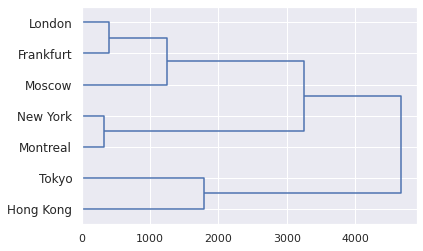 London
Frankfurt
Moscow
New York
Montreal
Tokyo
Hong Kong
0 1000 2000 3000 4000